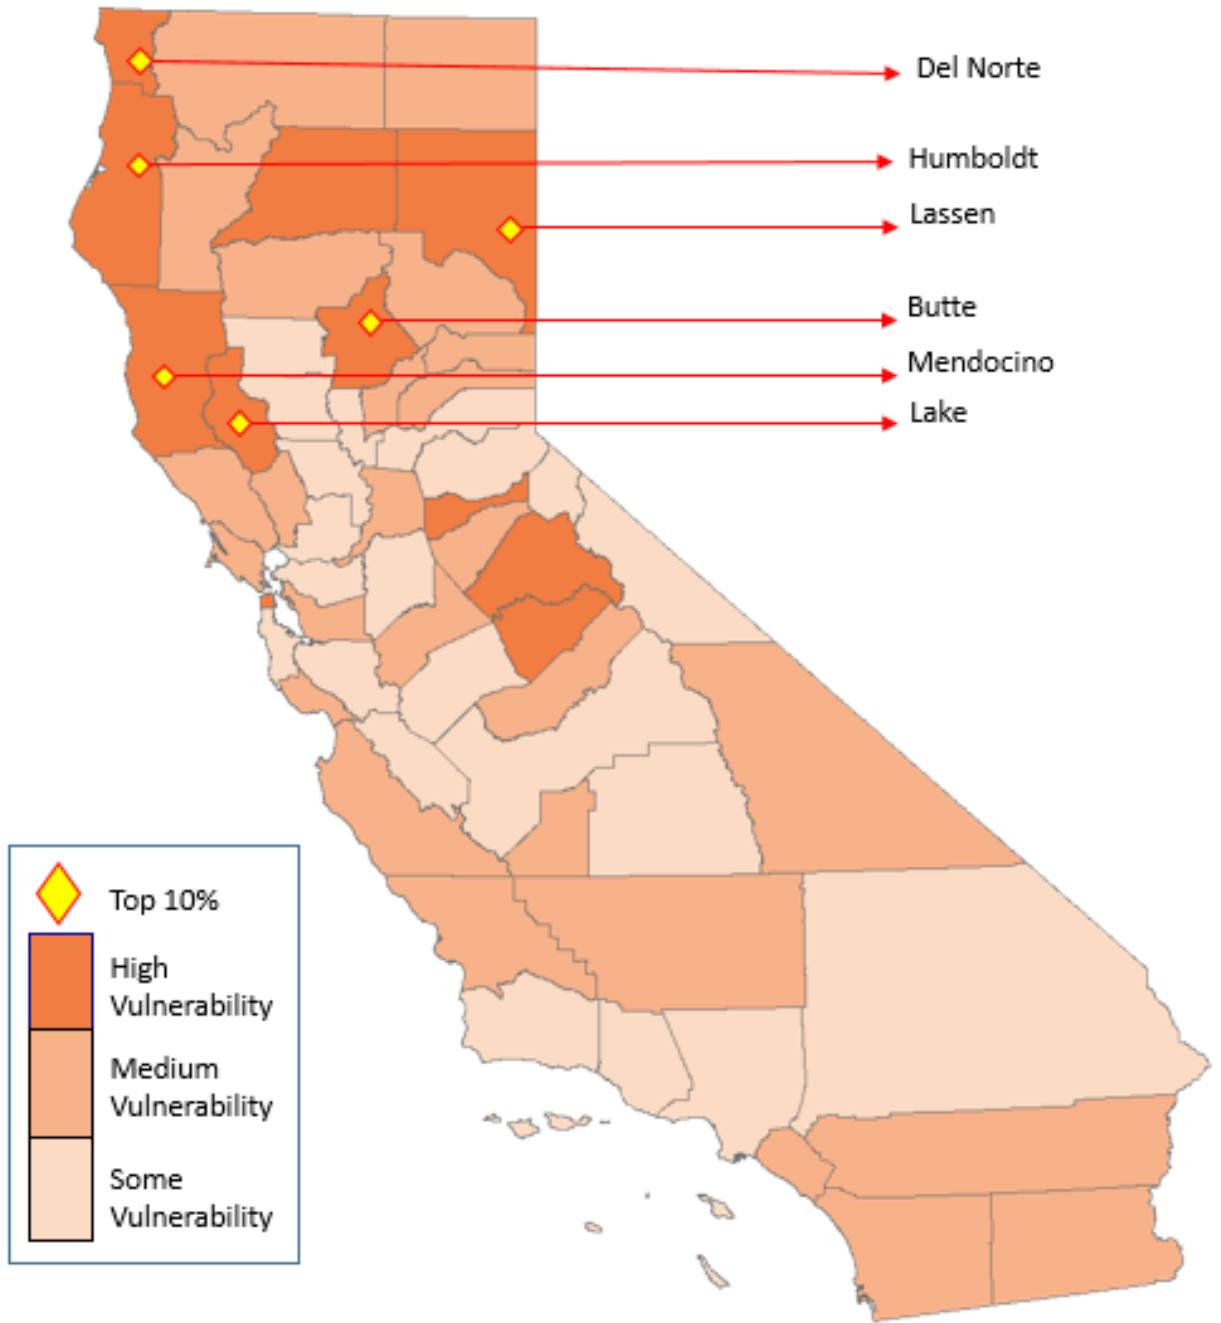 Del Norte
Humboldt
Lassen
Butte
Mendocino
Lake
Top 10%
High
Vulnerability
Medium
Vulnerability
Some
Vulnerability